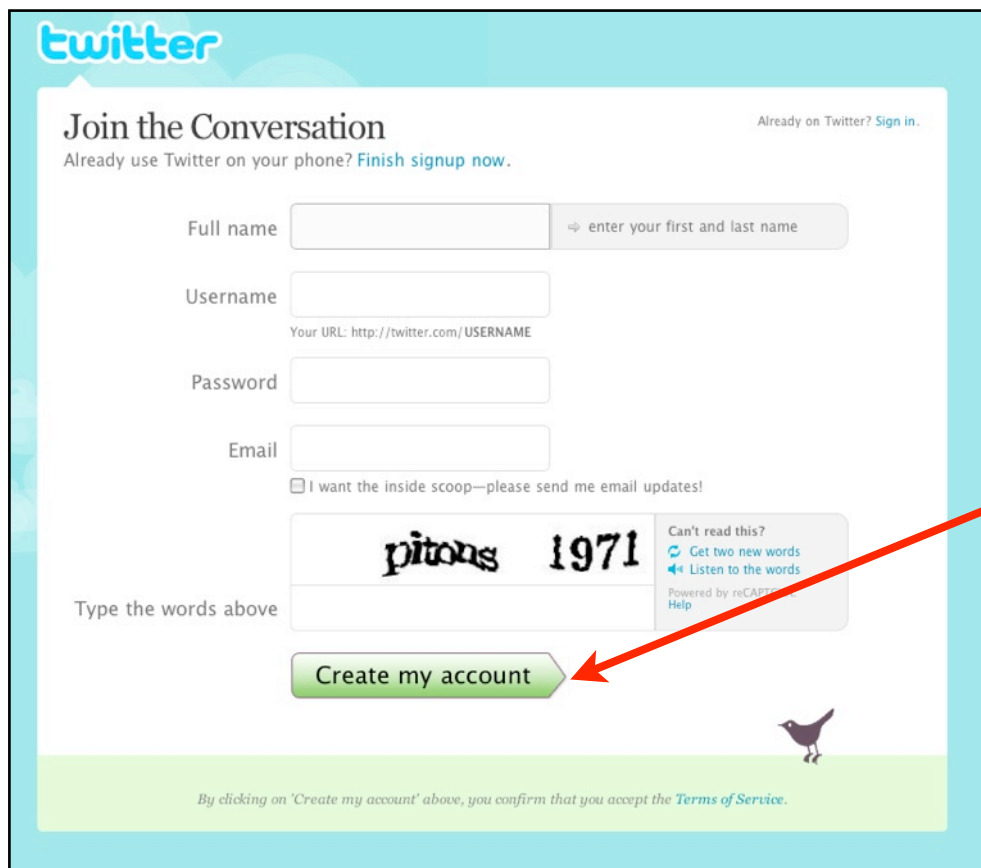 twitter
Join the Conversation
Already on Twitter? Sign in.
Already use Twitter on your phone? Finish signup now.
Full name
⇨ enter your first and last name
Username
Your URL: http://twitter.com/USERNAME
Password
Email
I want the inside scoop—please send me email updates!
pitons 1971
Can't read this?
Get two new words
Listen to the words
Powered by reCAPTCHA.
Help
Type the words above
Create my account
By clicking on 'Create my account' above, you confirm that you accept the Terms of Service.